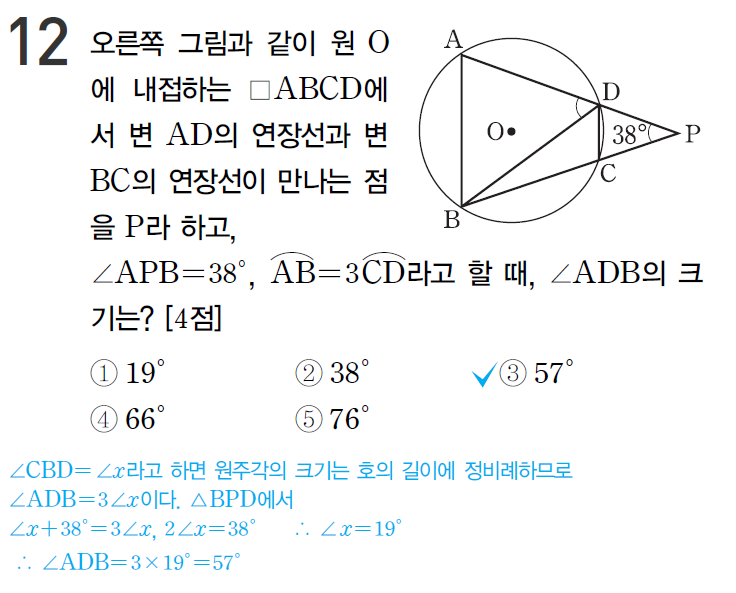 12 오른쪽 그림과 같이 원 O
에 내접하는 □ABCD에
서 변 AD의 연장선과 변
BC의 연장선이 만나는 점
을 P라 하고,
∠APB=38°, A͡B=3C͡D라고 할 때, ∠ADB의 크
기는? [4점]
A
D
O
38°
P
C
B
① 19°
② 38°
③ 57°
④ 66°
⑤ 76°
∠CBD=∠x라고 하면 원주각의 크기는 호의 길이에 정비례하므로
∠ADB=3∠x이다. △BPD에서
∠x+38°=3∠x, 2∠x=38° ∴ ∠x=19°
∴ ∠ADB=3×19°=57°